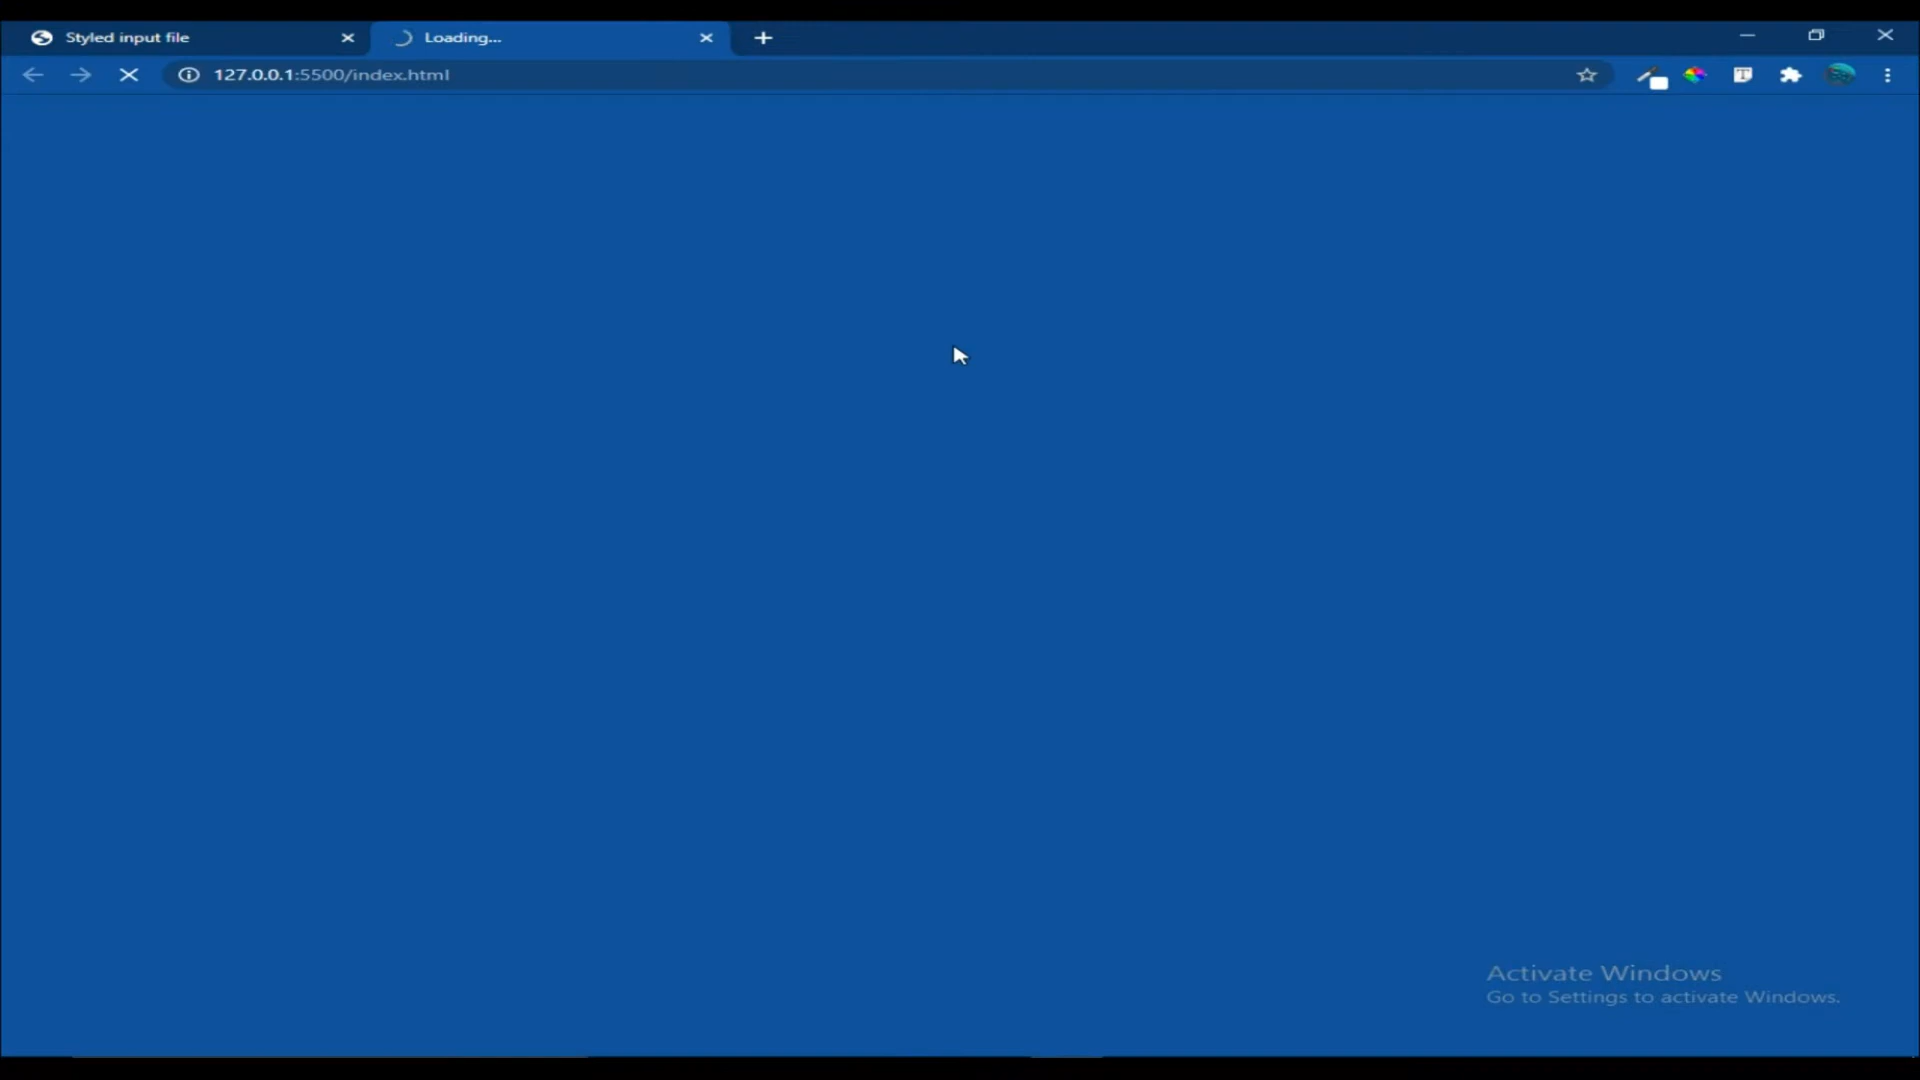 Styled input file
Loading...
127.0.0.1:5500/index.html
Activate Windows
Go to Settings to activate Windows.